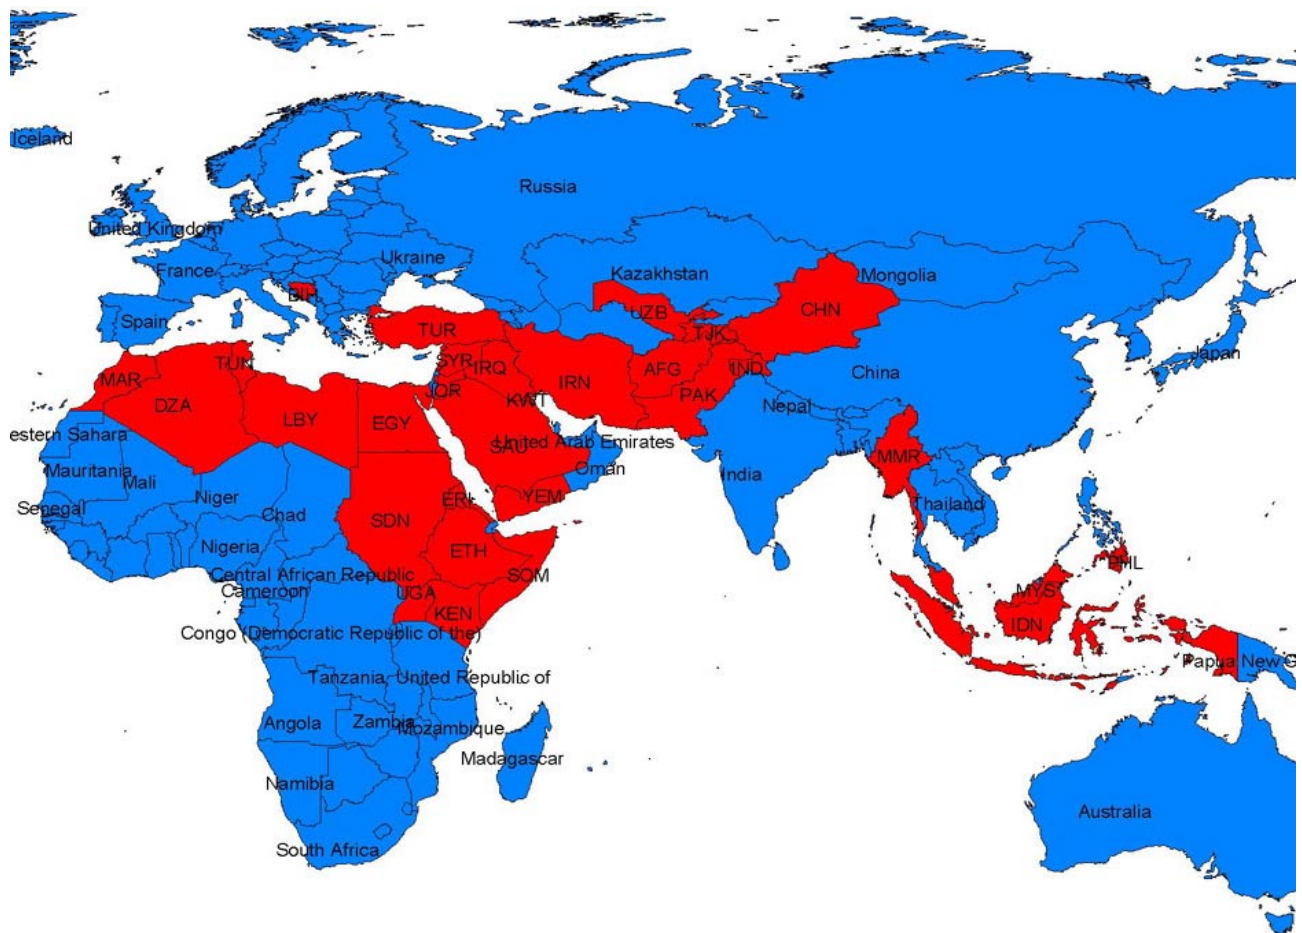 Iceland
Russia
United Kingdom
Ukraine
France
Kazakhstan
Mongolia
BIH
CHN
UZB
Spain
TUR
TJK
Japan
TUN
SYR
IRQ
IND
AFG
China
MAR
IRN
JOR
PAK
KWT
DZA
Nepal
LBY
EGY
estern Sahara
United Arab Emirates
SAU
MMR
Mauritania
Oman
India
Mali
Niger
YEM
ERI
Thailand
Senegal
Chad
SDN
Nigeria
ETH
PHL
Central African Republic
SOM
Cameroon
UGA
MYS
KEN
IDN
Congo (Democratic Republic of the)
Papua New G
Tanzania, United Republic of
Angola
Zambia
Mozambique
Madagascar
Namibia
Australia
South Africa